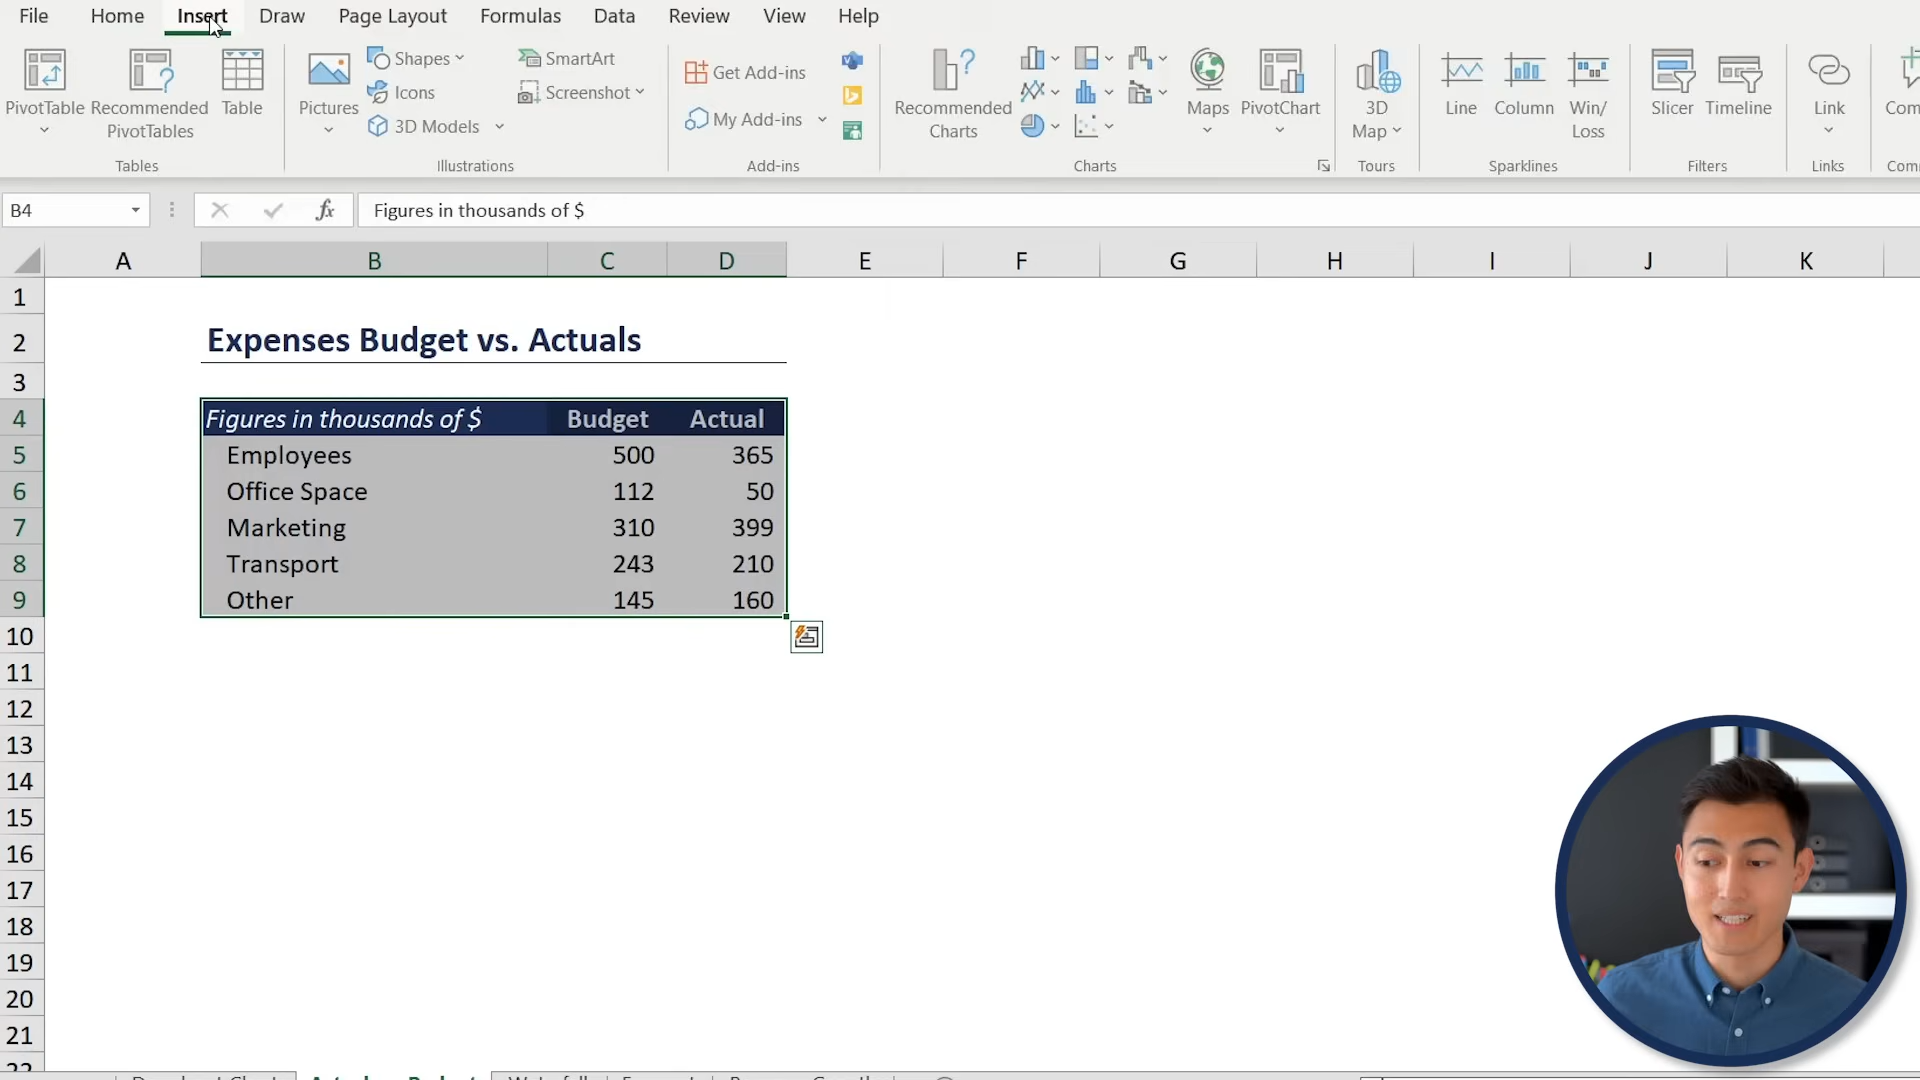 File Home Insert Draw Page Layout Formulas Data Review View Help
PivotTable
Recommended PivotTables
Table
Tables
Pictures
Shapes
Icons
3D Models
SmartArt
Screenshot
Illustrations
Get Add-ins
My Add-ins
Add-ins
Recommended Charts
Maps
PivotChart
Charts
3D Map
Tours
Line
Column
Win/Loss
Sparklines
Slicer
Timeline
Filters
Link
Links
B4 fx Figures in thousands of $
A B C D E F G H I J K
1
2 Expenses Budget vs. Actuals
3
4 Figures in thousands of $ Budget Actual
5 Employees 500 365
6 Office Space 112 50
7 Marketing 310 399
8 Transport 243 210
9 Other 145 160
10
11
12
13
14
15
16
17
18
19
20
21